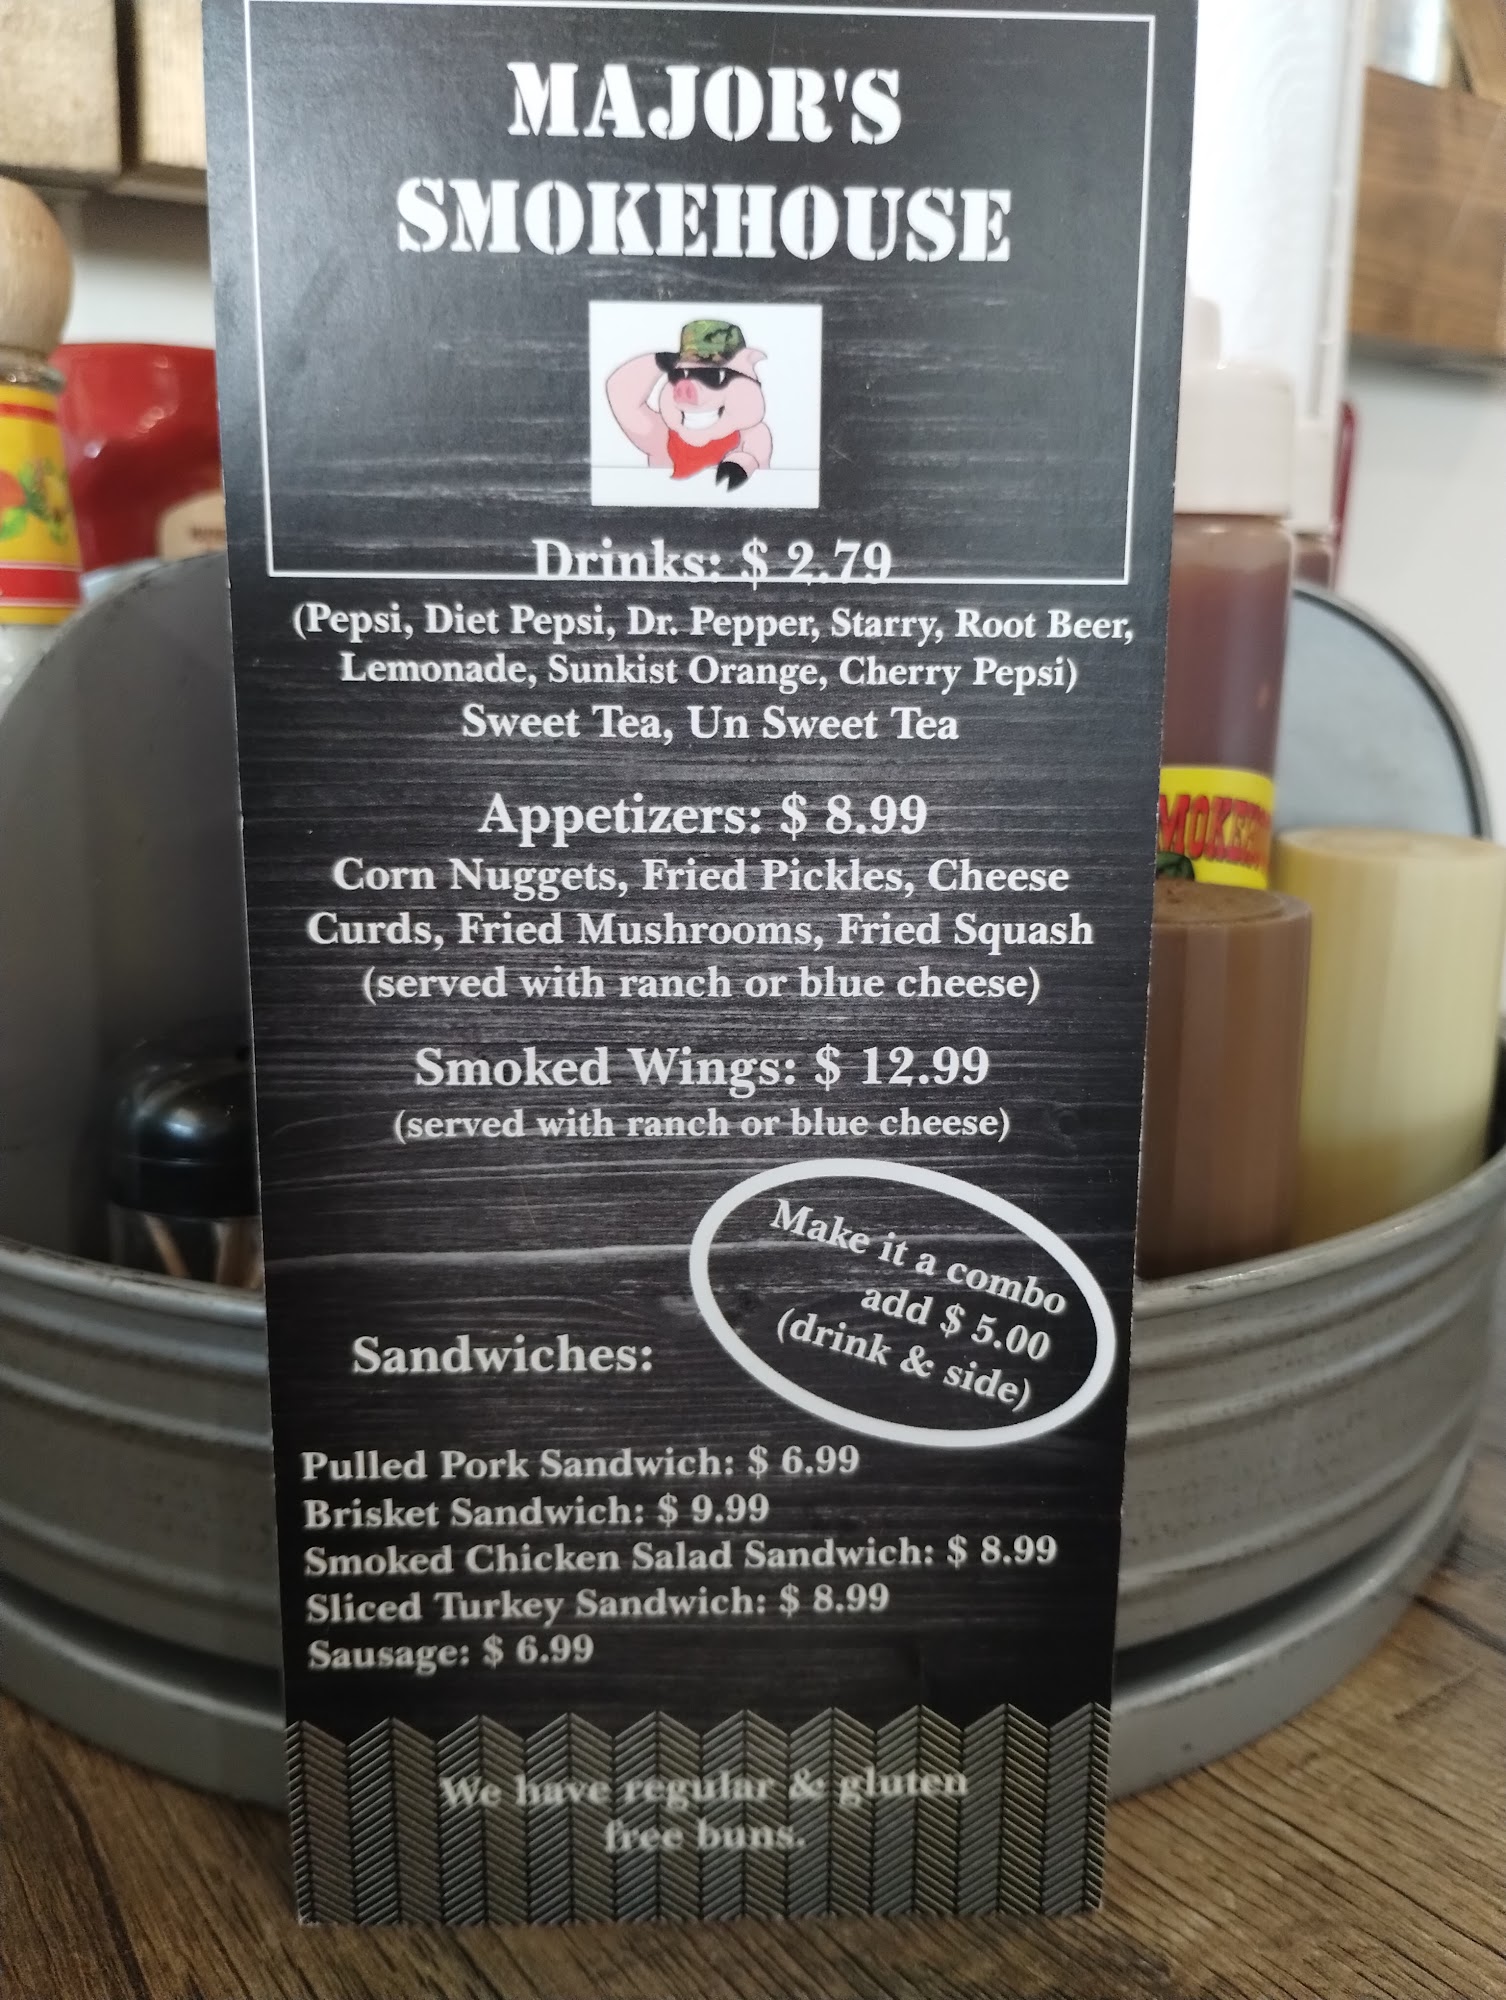 MAJOR'S
SMOKEHOUSE
Drinks: $ 2.79
(Pepsi, Diet Pepsi, Dr. Pepper, Starry, Root Beer,
Lemonade, Sunkist Orange, Cherry Pepsi)
Sweet Tea, Un Sweet Tea
Appetizers: $ 8.99
Corn Nuggets, Fried Pickles, Cheese
Curds, Fried Mushrooms, Fried Squash
(served with ranch or blue cheese)
Smoked Wings: $ 12.99
(served with ranch or blue cheese)
Make it a combo
add $ 5.00
(drink & side)
Sandwiches:
Pulled Pork Sandwich: $ 6.99
Brisket Sandwich: $ 9.99
Smoked Chicken Salad Sandwich: $ 8.99
Sliced Turkey Sandwich: $ 8.99
Sausage: $ 6.99
We have regular & gluten
free buns.